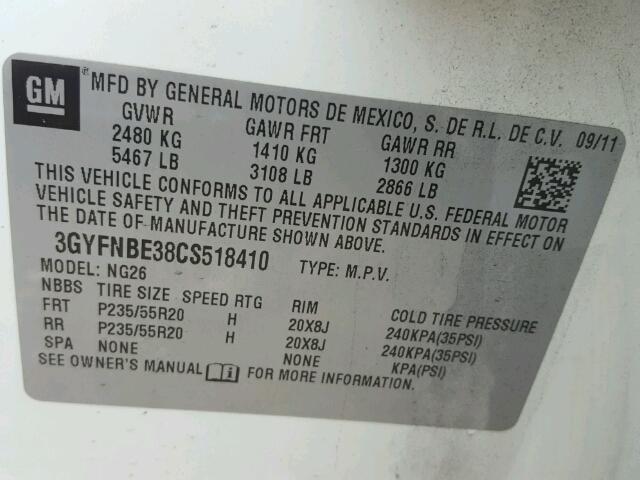 GM
® MFD BY GENERAL MOTORS DE MEXICO, S. DE R.L. DE C.V. 09/11
GVWR GAWR FRT GAWR RR
2480 KG 1410 KG 1300 KG
5467 LB 3108 LB 2866 LB
THIS VEHICLE CONFORMS TO ALL APPLICABLE U.S. FEDERAL MOTOR
VEHICLE SAFETY AND THEFT PREVENTION STANDARDS IN EFFECT ON
THE DATE OF MANUFACTURE SHOWN ABOVE.
3GYFNBE38CS518410 TYPE: M.P.V.
MODEL: NG26
NBBS TIRE SIZE SPEED RTG RIM COLD TIRE PRESSURE
FRT P235/55R20 H 20X8J 240KPA(35PSI)
RR P235/55R20 H 20X8J 240KPA(35PSI)
SPA NONE NONE KPA(PSI)
SEE OWNER'S MANUAL i FOR MORE INFORMATION.